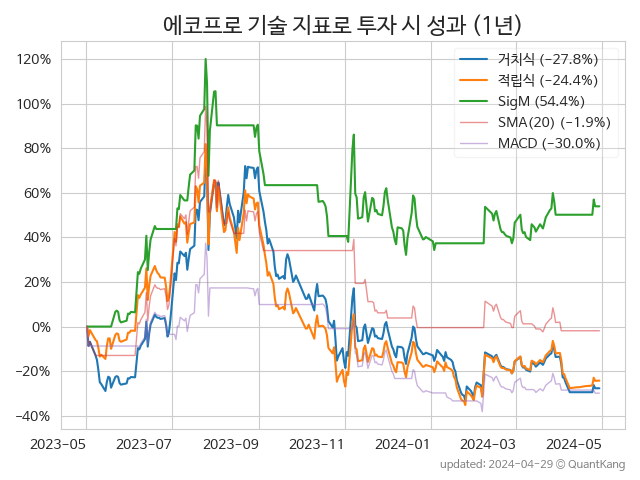 에코프로 기술 지표로 투자 시 성과 (1년)
거치식 (−27.8%)
적립식 (−24.4%)
SigM (54.4%)
SMA(20) (−1.9%)
MACD (−30.0%)
120%
100%
80%
60%
40%
20%
0%
−20%
−40%
2023-05 2023-07 2023-09 2023-11 2024-01 2024-03 2024-05
updated: 2024-04-29 © QuantKang